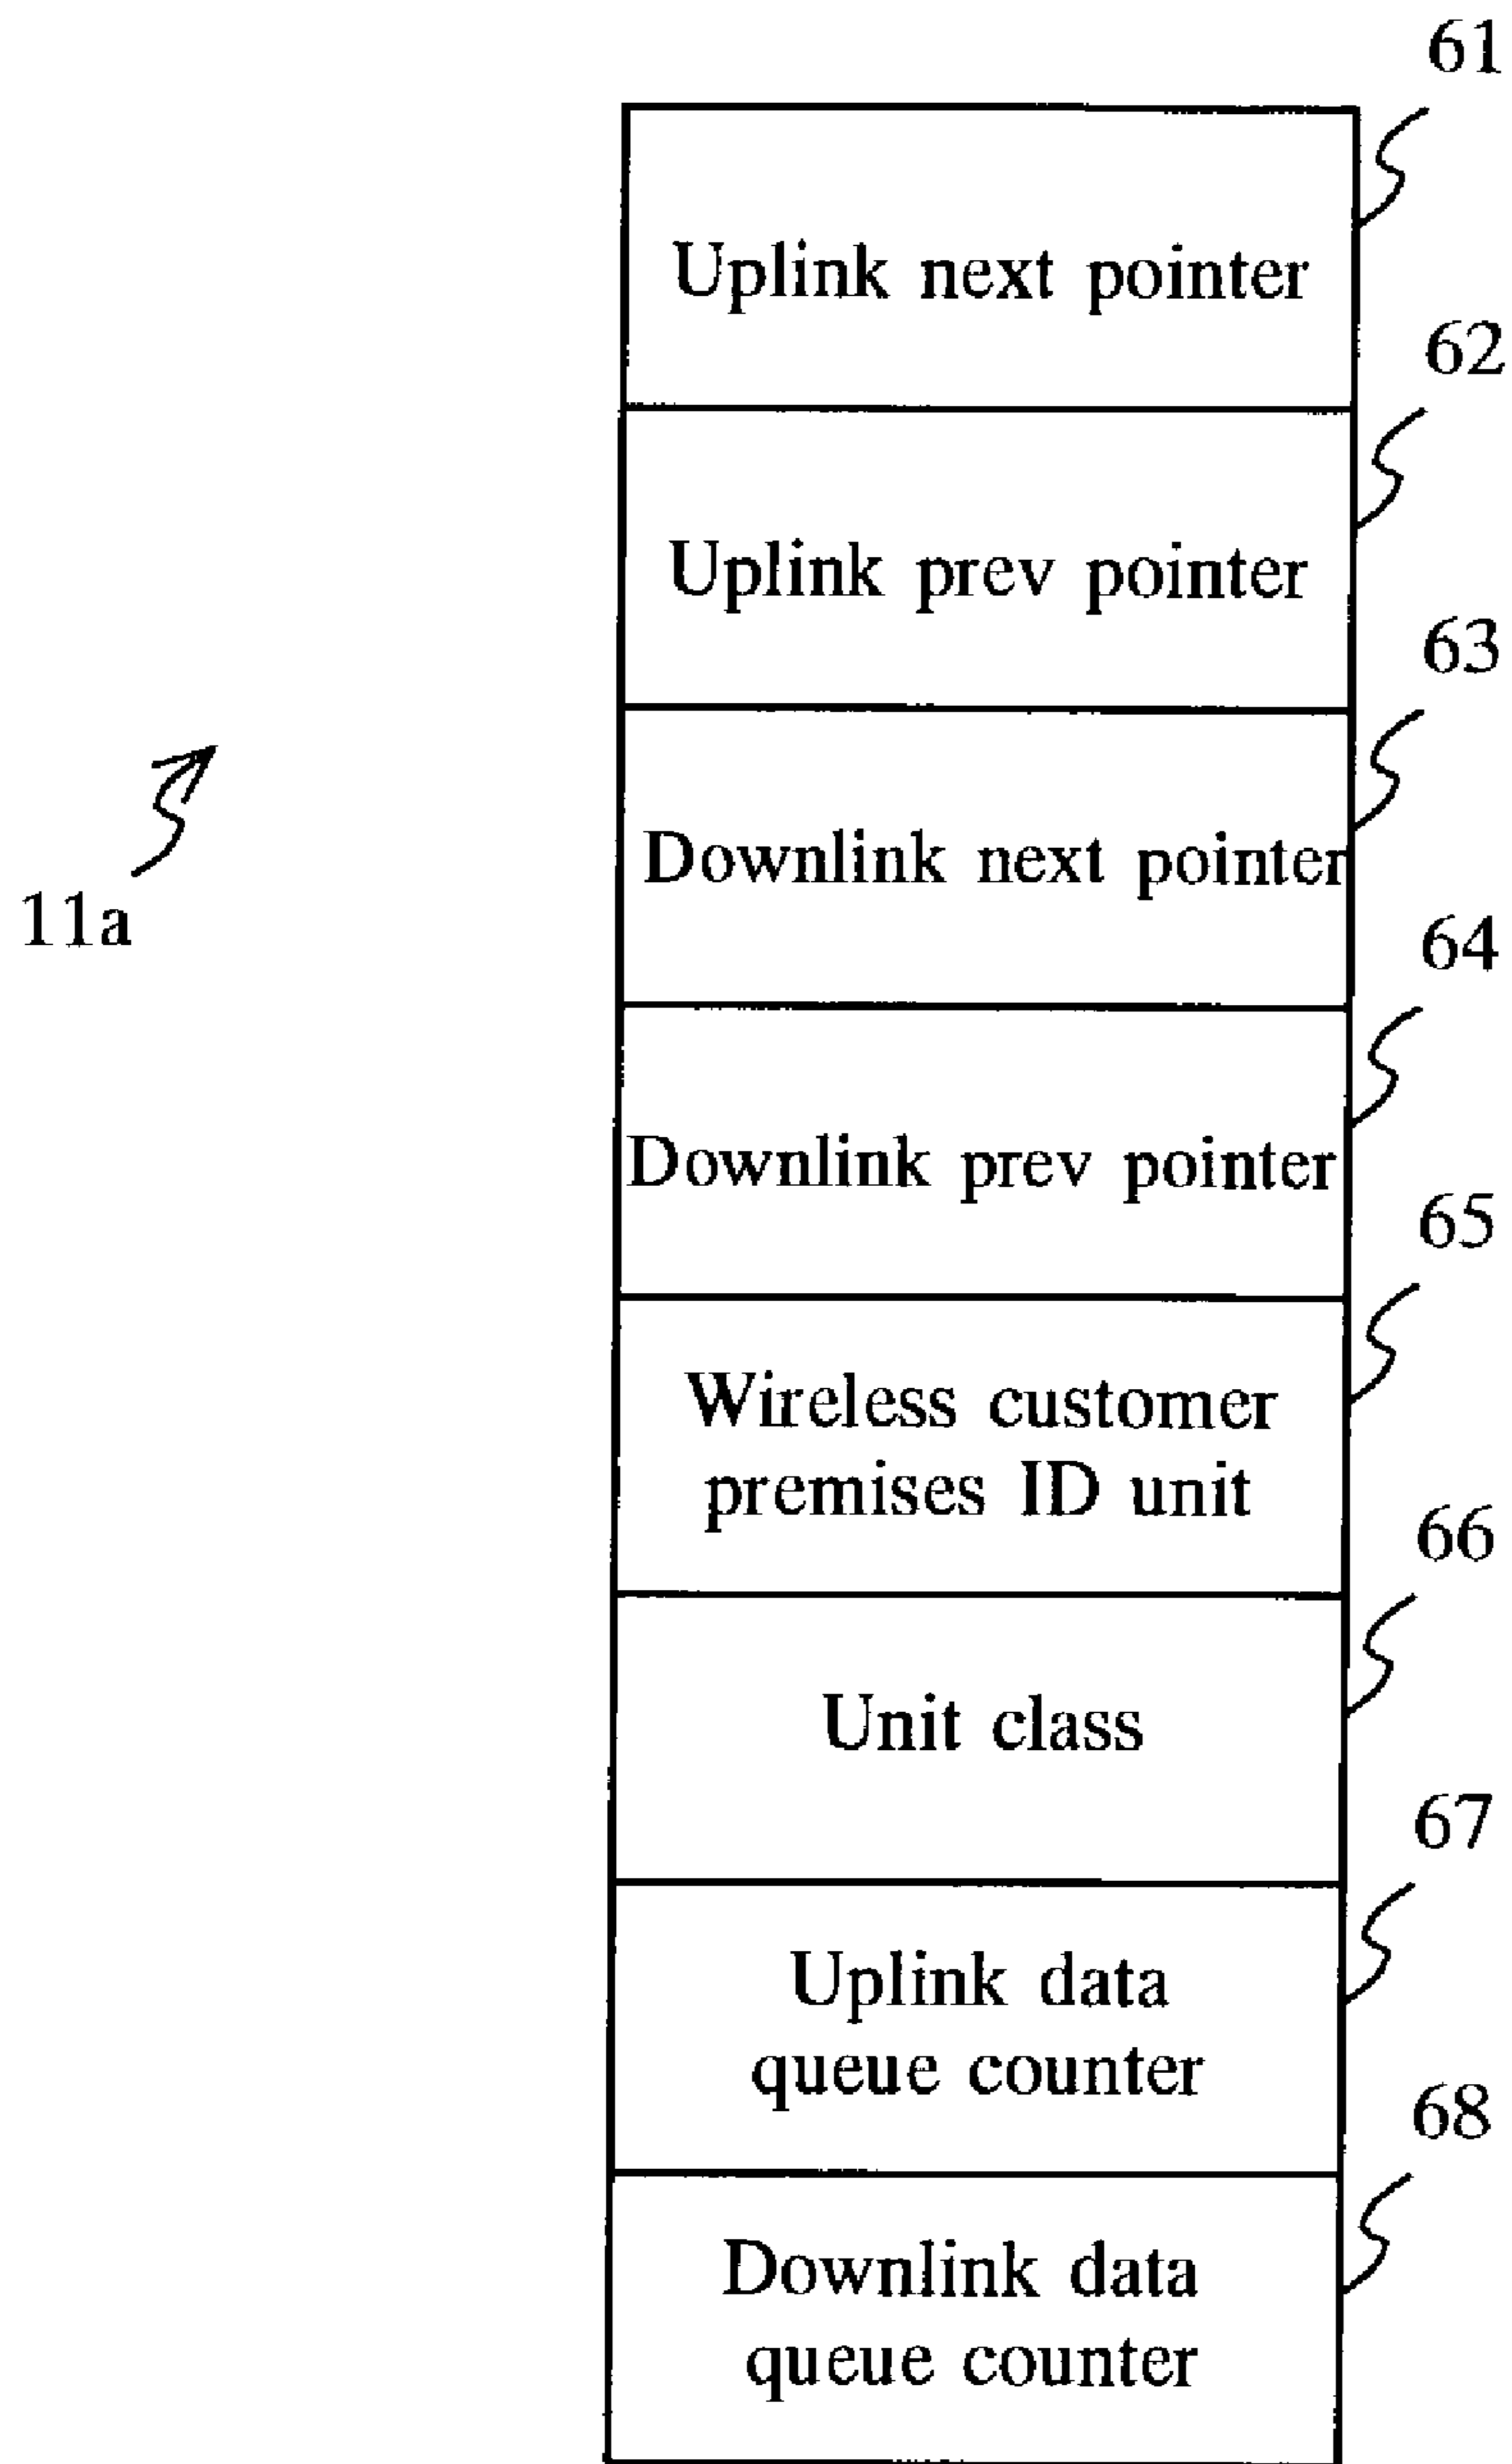 61
Uplink next pointer
62
Uplink prev pointer
63
Downlink next pointer
11a
64
Downlink prev pointer
65
Wireless customer
premises ID unit
66
Unit class
67
Uplink data
queue counter
68
Downlink data
queue counter